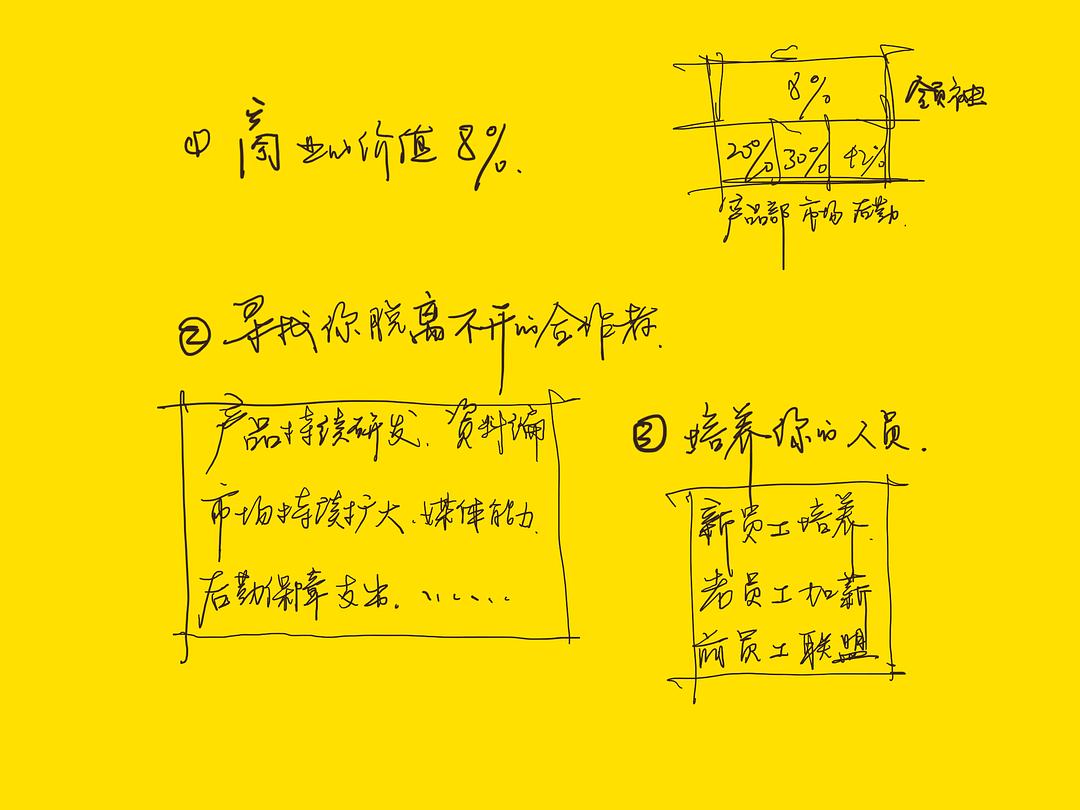 ① 商业的价值8%.
8%
20% 30% 42%
产品部 市场 后勤.
② 寻找你脱离不开的合作者.
产品持续研发. 资料编
市场持续扩大. 媒体能力.
后勤保障支出. ......
③ 培养你的人员.
新员工培养.
老员工加薪
前员工联盟